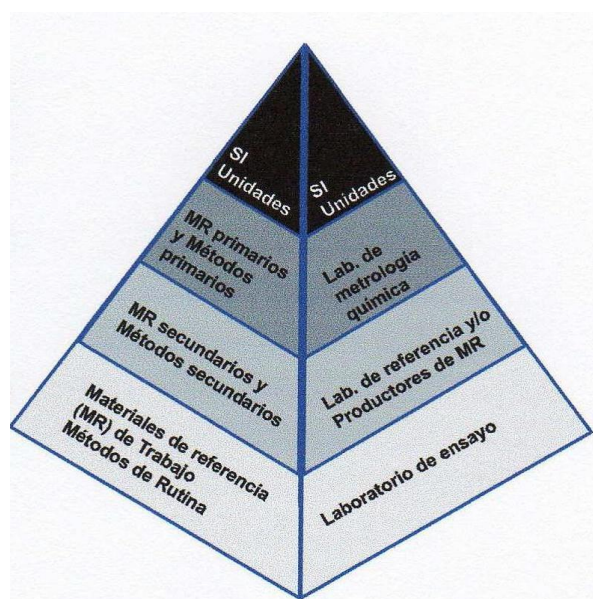 SI
Unidades
SI
Unidades
MR primarios
y Métodos
primarios
Lab. de
metrología
química
MR secundarios y
Métodos secundarios
Lab. de referencia y/o
Productores de MR
Materiales de referencia
(MR) de Trabajo
Métodos de Rutina
Laboratorio de ensayo